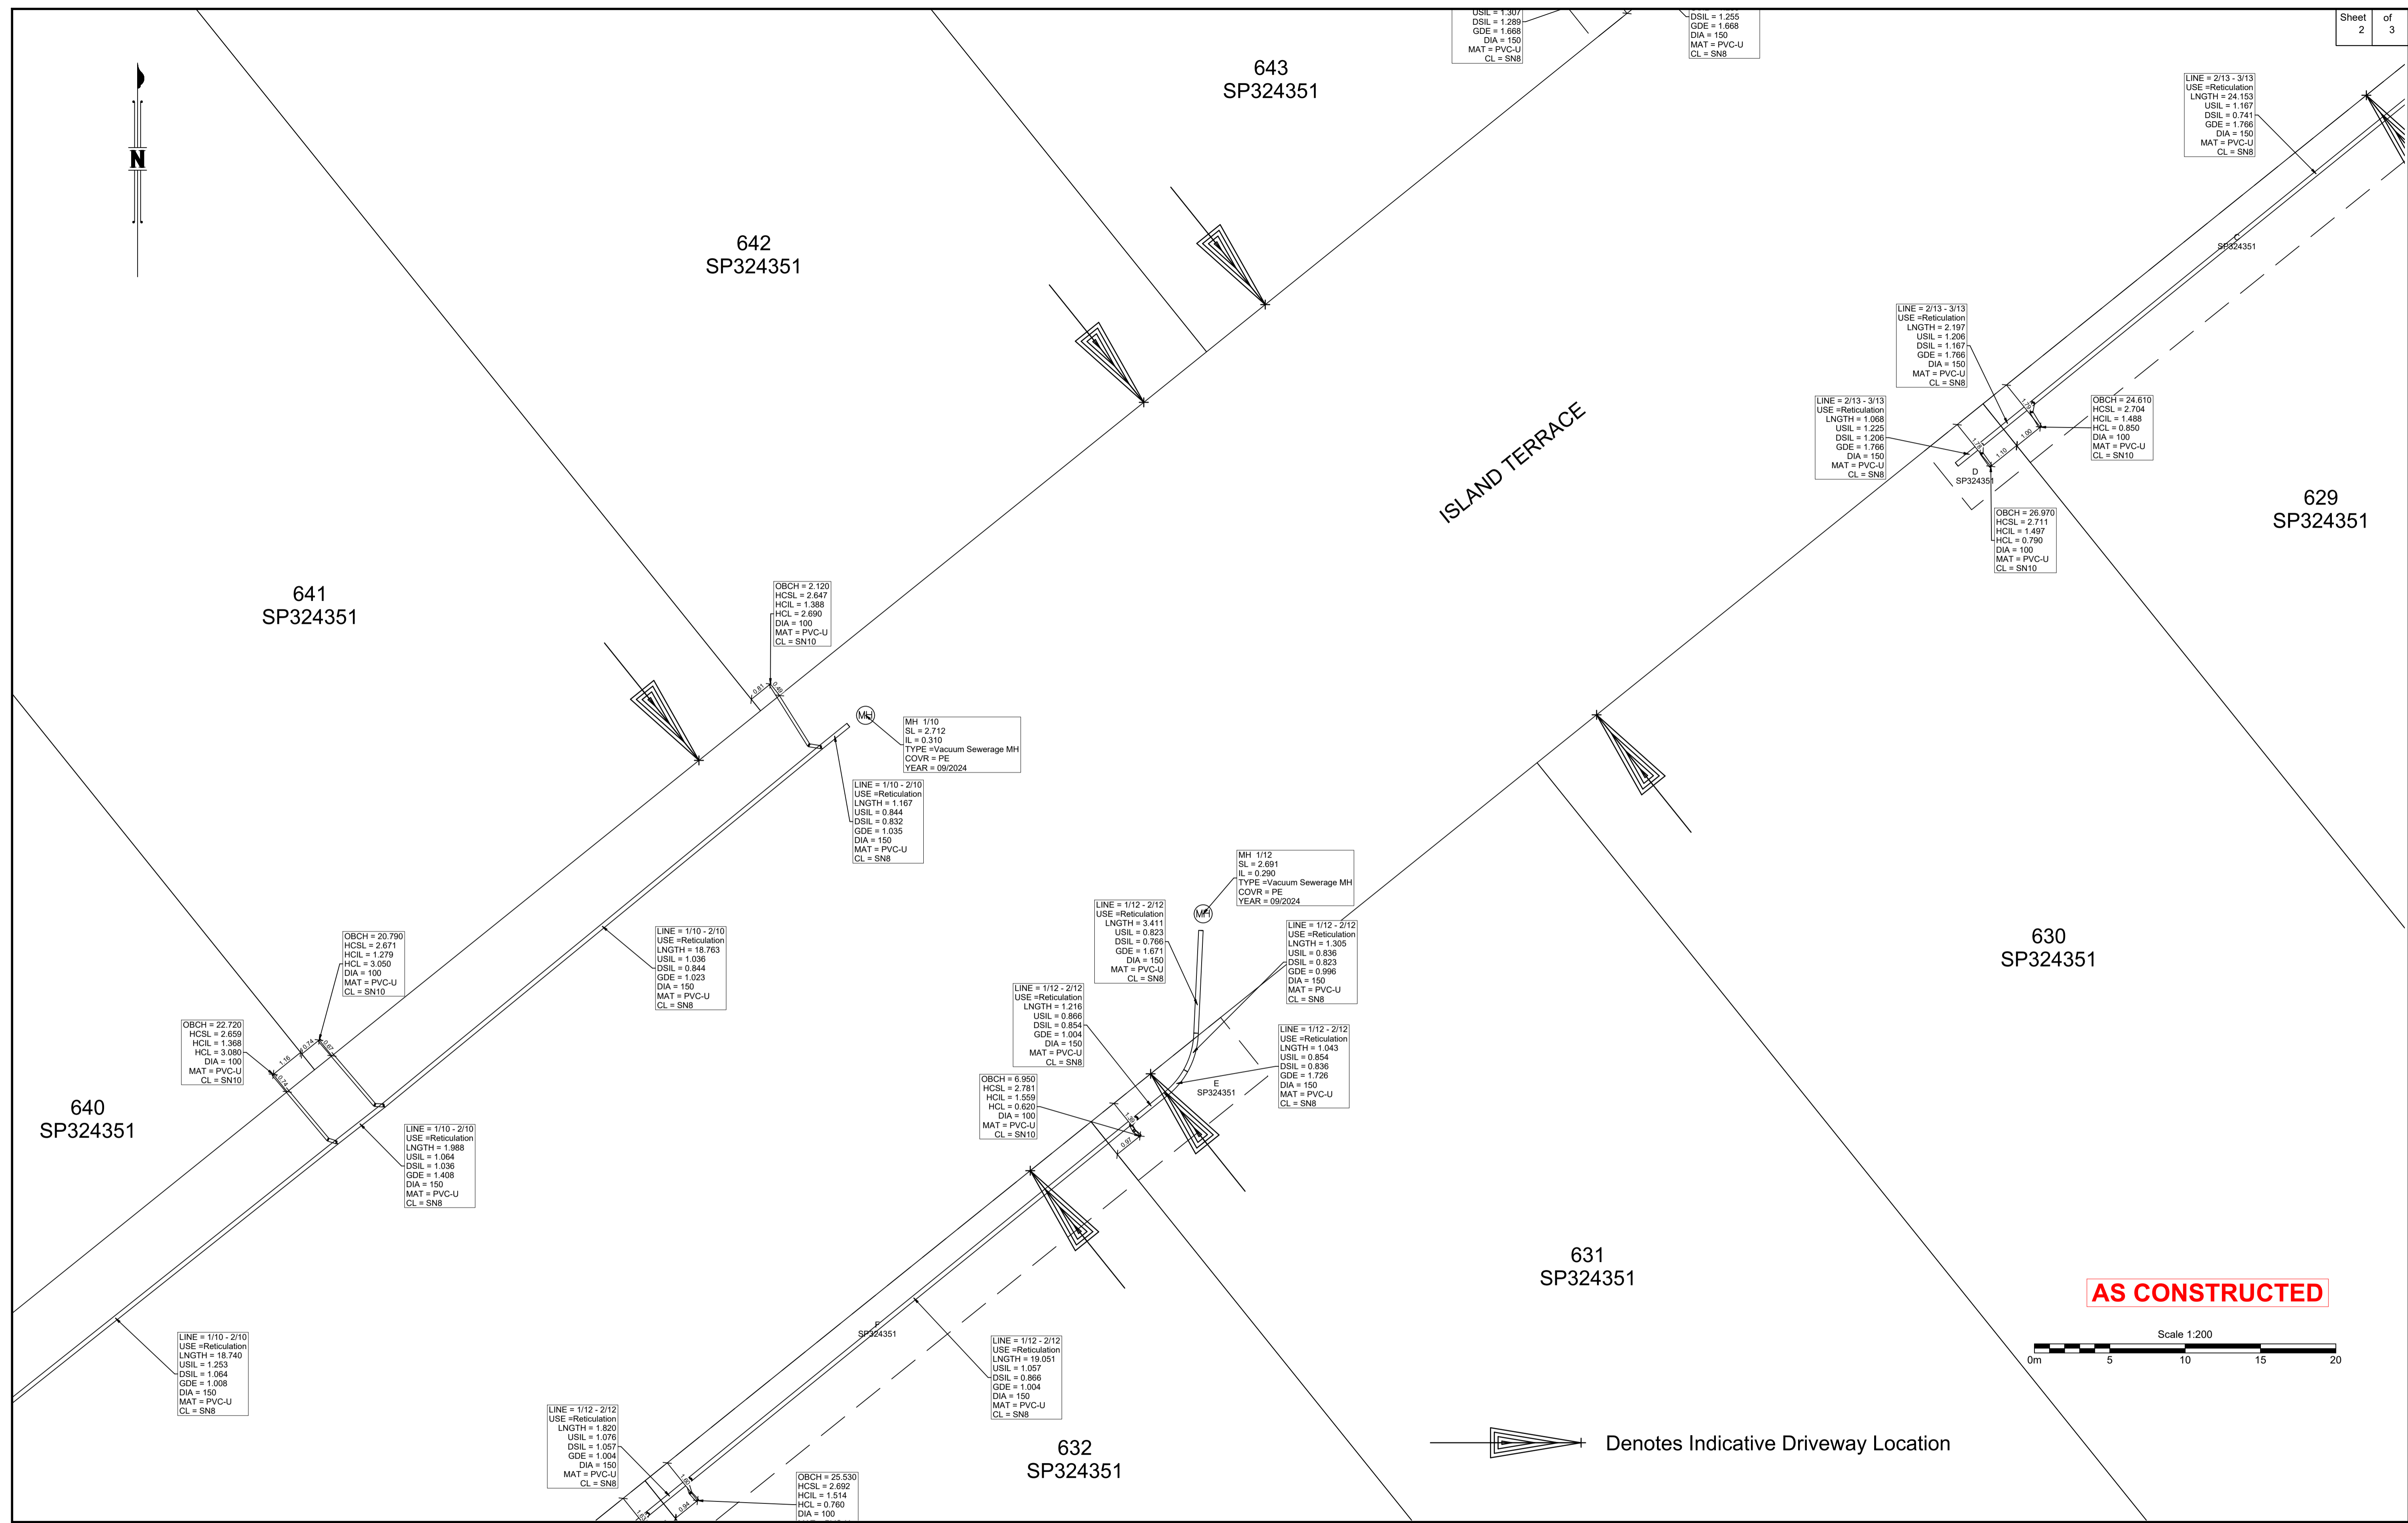 USIL = 1.307
DSIL = 1.289
GDE = 1.668
DIA = 150
MAT = PVC-U
CL = SN8
DSIL = 1.255
GDE = 1.668
DIA = 150
MAT = PVC-U
CL = SN8
Sheet of
2 3
643
SP324351
LINE = 2/13 - 3/13
USE =Reticulation
LNGTH = 24.153
USIL = 1.167
DSIL = 0.741
GDE = 1.766
DIA = 150
MAT = PVC-U
CL = SN8
N
642
SP324351
C
SP324351
LINE = 2/13 - 3/13
USE =Reticulation
LNGTH = 2.197
USIL = 1.206
DSIL = 1.167
GDE = 1.766
DIA = 150
MAT = PVC-U
CL = SN8
LINE = 2/13 - 3/13
USE =Reticulation
LNGTH = 1.068
USIL = 1.225
DSIL = 1.206
GDE = 1.766
DIA = 150
MAT = PVC-U
CL = SN8
OBCH = 24.610
HCSL = 2.704
HCIL = 1.488
HCL = 0.850
DIA = 100
MAT = PVC-U
CL = SN10
1.00
1.10
D
SP324351
ISLAND TERRACE
629
SP324351
OBCH = 26.970
HCSL = 2.711
HCIL = 1.497
HCL = 0.790
DIA = 100
MAT = PVC-U
CL = SN10
641
SP324351
OBCH = 2.120
HCSL = 2.647
HCIL = 1.388
HCL = 2.690
DIA = 100
MAT = PVC-U
CL = SN10
0.81
0.49
MH
MH 1/10
SL = 2.712
IL = 0.310
TYPE =Vacuum Sewerage MH
COVR = PE
YEAR = 09/2024
LINE = 1/10 - 2/10
USE =Reticulation
LNGTH = 1.167
USIL = 0.844
DSIL = 0.832
GDE = 1.035
DIA = 150
MAT = PVC-U
CL = SN8
MH 1/12
SL = 2.691
IL = 0.290
TYPE =Vacuum Sewerage MH
COVR = PE
YEAR = 09/2024
MH
LINE = 1/12 - 2/12
USE =Reticulation
LNGTH = 3.411
USIL = 0.823
DSIL = 0.766
GDE = 1.671
DIA = 150
MAT = PVC-U
CL = SN8
LINE = 1/12 - 2/12
USE =Reticulation
LNGTH = 1.305
USIL = 0.836
DSIL = 0.823
GDE = 0.996
DIA = 150
MAT = PVC-U
CL = SN8
630
SP324351
OBCH = 20.790
HCSL = 2.671
HCIL = 1.279
HCL = 3.050
DIA = 100
MAT = PVC-U
CL = SN10
LINE = 1/10 - 2/10
USE =Reticulation
LNGTH = 18.763
USIL = 1.036
DSIL = 0.844
GDE = 1.023
DIA = 150
MAT = PVC-U
CL = SN8
LINE = 1/12 - 2/12
USE =Reticulation
LNGTH = 1.216
USIL = 0.866
DSIL = 0.854
GDE = 1.004
DIA = 150
MAT = PVC-U
CL = SN8
OBCH = 22.720
HCSL = 2.659
HCIL = 1.368
HCL = 3.080
DIA = 100
MAT = PVC-U
CL = SN10
1.16
0.74
0.67
0.74
LINE = 1/12 - 2/12
USE =Reticulation
LNGTH = 1.043
USIL = 0.854
DSIL = 0.836
GDE = 1.726
DIA = 150
MAT = PVC-U
CL = SN8
OBCH = 6.950
HCSL = 2.781
HCIL = 1.559
HCL = 0.620
DIA = 100
MAT = PVC-U
CL = SN10
E
SP324351
0.97
640
SP324351
LINE = 1/10 - 2/10
USE =Reticulation
LNGTH = 1.988
USIL = 1.064
DSIL = 1.036
GDE = 1.408
DIA = 150
MAT = PVC-U
CL = SN8
631
SP324351
AS CONSTRUCTED
Scale 1:200
0m 5 10 15 20
F
SP324351
LINE = 1/10 - 2/10
USE =Reticulation
LNGTH = 18.740
USIL = 1.253
DSIL = 1.064
GDE = 1.008
DIA = 150
MAT = PVC-U
CL = SN8
LINE = 1/12 - 2/12
USE =Reticulation
LNGTH = 19.051
USIL = 1.057
DSIL = 0.866
GDE = 1.004
DIA = 150
MAT = PVC-U
CL = SN8
LINE = 1/12 - 2/12
USE =Reticulation
LNGTH = 1.820
USIL = 1.076
DSIL = 1.057
GDE = 1.004
DIA = 150
MAT = PVC-U
CL = SN8
632
SP324351
Denotes Indicative Driveway Location
0.94
OBCH = 25.530
HCSL = 2.692
HCIL = 1.514
HCL = 0.760
DIA = 100